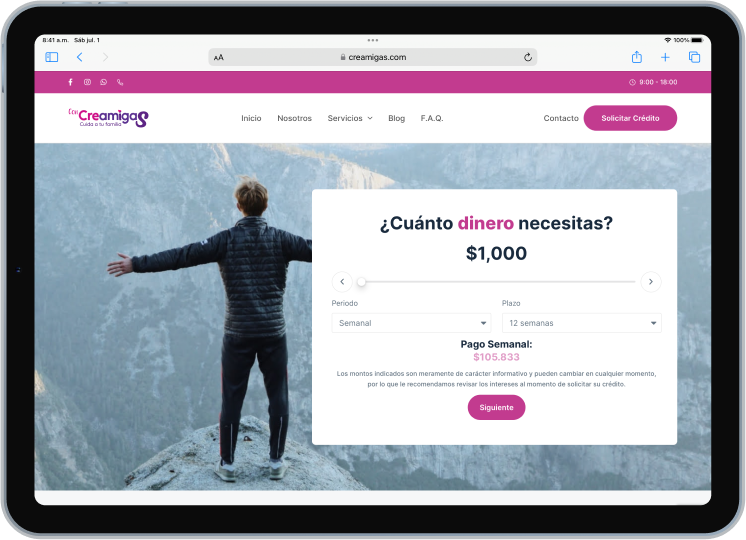 8:41 a.m. Sáb jul. 1
100%
AA
creamigas.com
9:00 - 18:00
Con
CreamigaS
Cuida a tu familia
Inicio
Nosotros
Servicios
Blog
F.A.Q.
Contacto
Solicitar Crédito
¿Cuánto dinero necesitas?
$1,000
Periodo
Plazo
Semanal
12 semanas
Pago Semanal:
$105.833
Los montos indicados son meramente de carácter informativo y pueden cambiar en cualquier momento,
por lo que le recomendamos revisar los intereses al momento de solicitar su crédito.
Siguiente